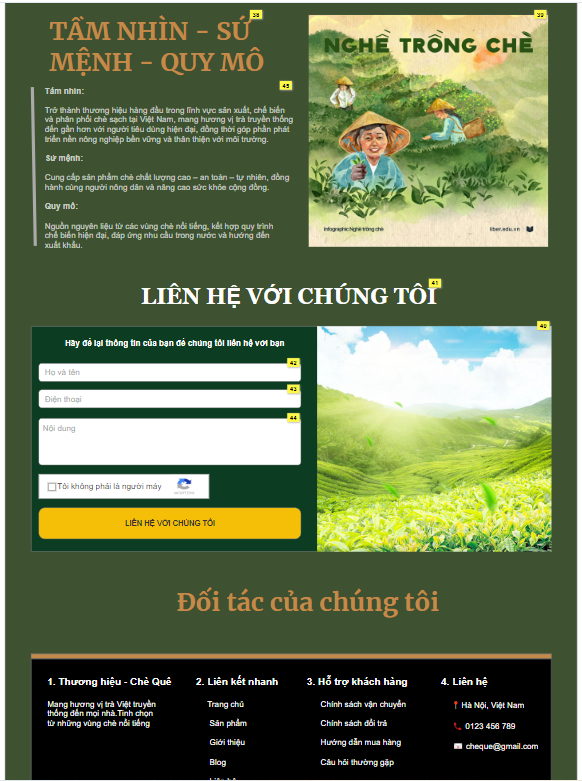 TẦM NHÌN - SỨ
MỆNH - QUY MÔ
38
45
Tầm nhìn:
Trở thành thương hiệu hàng đầu trong lĩnh vực sản xuất, chế biến
và phân phối chè sạch tại Việt Nam, mang hương vị trà truyền thống
đến gần hơn với người tiêu dùng hiện đại, đồng thời góp phần phát
triển nền nông nghiệp bền vững và thân thiện với môi trường.
Sứ mệnh:
Cung cấp sản phẩm chè chất lượng cao – an toàn – tự nhiên, đồng
hành cùng người nông dân và nâng cao sức khỏe cộng đồng.
Quy mô:
Nguồn nguyên liệu từ các vùng chè nổi tiếng, kết hợp quy trình
chế biến hiện đại, đáp ứng nhu cầu trong nước và hướng đến
xuất khẩu.
39
NGHỀ TRỒNG CHÈ
Infographic Nghề trồng chè
liber.edu.vn
41
LIÊN HỆ VỚI CHÚNG TÔI
40
Hãy để lại thông tin của bạn để chúng tôi liên hệ với bạn
42
Họ và tên
43
Điện thoại
44
Nội dung
Tôi không phải là người máy
reCAPTCHA
LIÊN HỆ VỚI CHÚNG TÔI
Đối tác của chúng tôi
1. Thương hiệu - Chè Quê
Mang hương vị trà Việt truyền
thống đến mọi nhà.Tinh chọn
từ những vùng chè nổi tiếng
2. Liên kết nhanh
Trang chủ
Sản phẩm
Giới thiệu
Blog
3. Hỗ trợ khách hàng
Chính sách vận chuyển
Chính sách đổi trả
Hướng dẫn mua hàng
Câu hỏi thường gặp
4. Liên hệ
Hà Nội, Việt Nam
0123 456 789
cheque@gmail.com